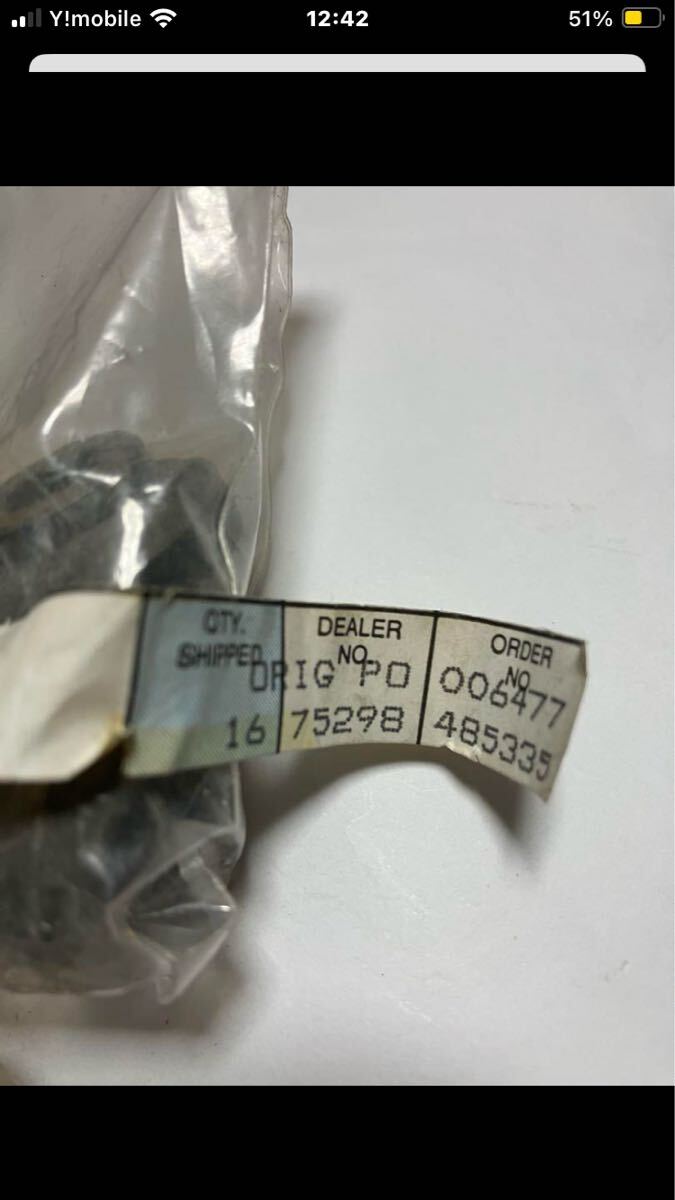 Y!mobile 12:42 51%
QTY. SHIPPED DEALER NO. ORDER NO
ORIG PO 006477
16 75298 485335